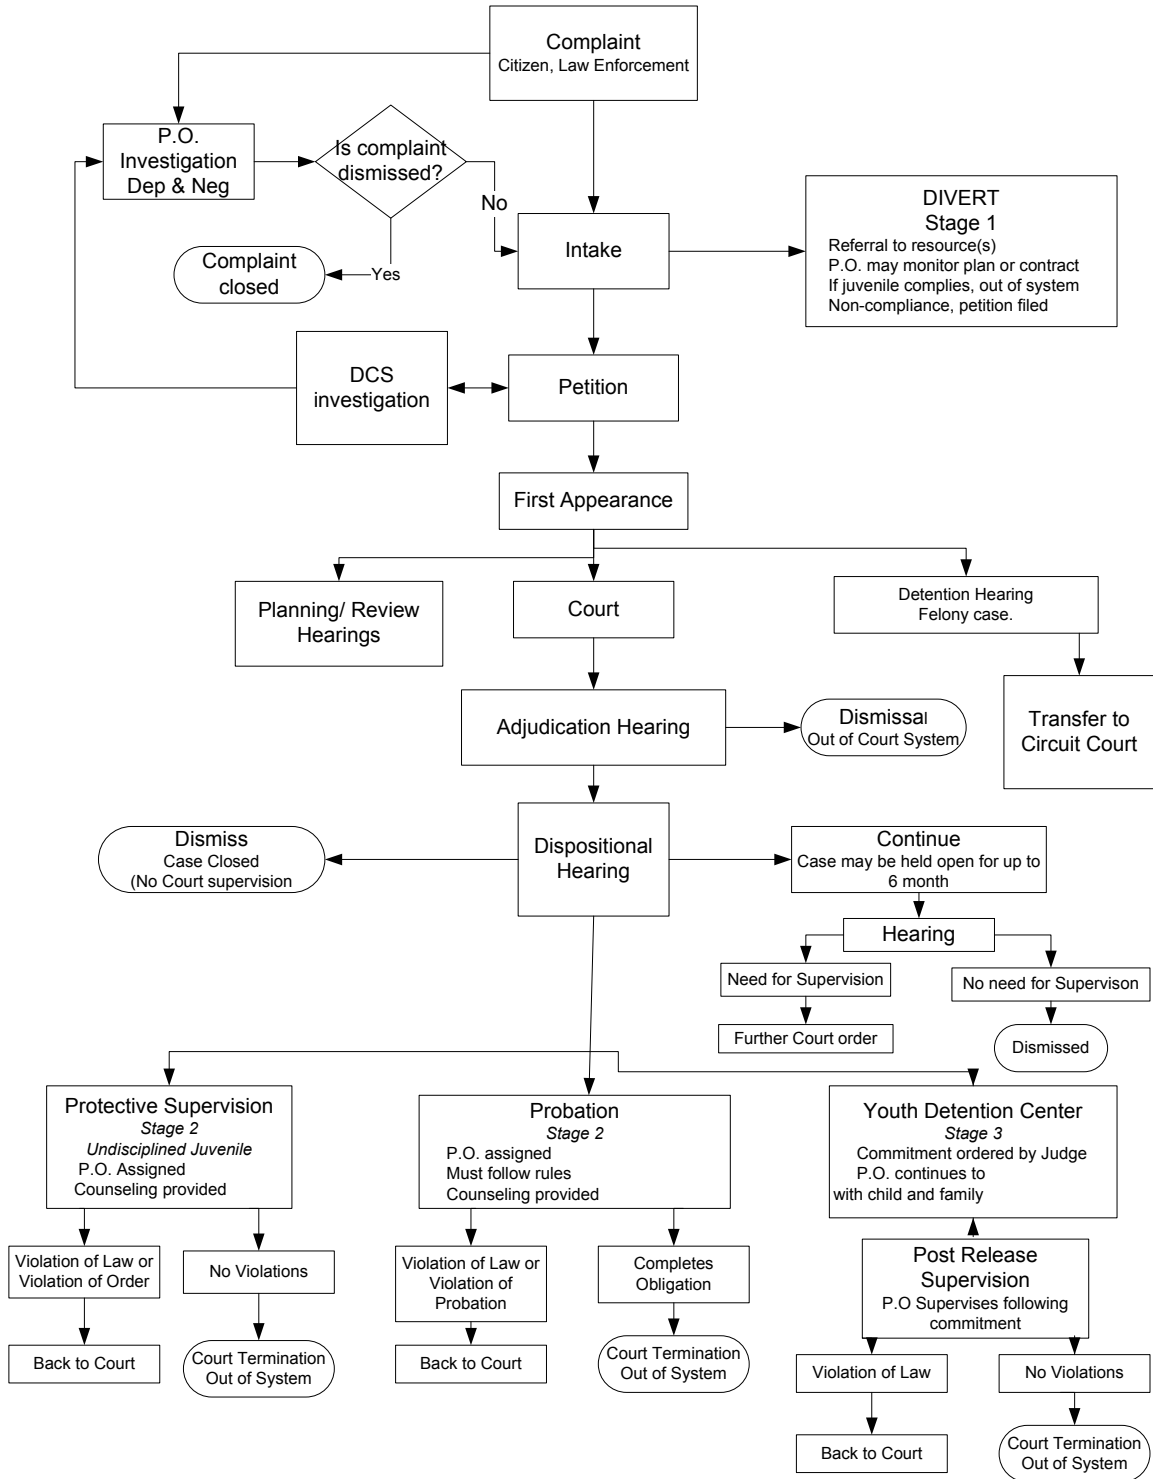 Complaint
Citizen, Law Enforcement
P.O.
Investigation
Dep & Neg
Is complaint
dismissed?
No
Yes
Complaint
closed
Intake
DIVERT
Stage 1
Referral to resource(s)
P.O. may monitor plan or contract
If juvenile complies, out of system
Non-compliance, petition filed
DCS
investigation
Petition
First Appearance
Planning/ Review
Hearings
Court
Detention Hearing
Felony case.
Adjudication Hearing
Dismissal
Out of Court System
Transfer to
Circuit Court
Dismiss
Case Closed
(No Court supervision
Dispositional
Hearing
Continue
Case may be held open for up to
6 month
Hearing
Need for Supervision
No need for Supervison
Further Court order
Dismissed
Protective Supervision
Stage 2
Undisciplined Juvenile
P.O. Assigned
Counseling provided
Probation
Stage 2
P.O. assigned
Must follow rules
Counseling provided
Youth Detention Center
Stage 3
Commitment ordered by Judge
P.O. continues to
with child and family
Violation of Law or
Violation of Order
No Violations
Violation of Law or
Violation of
Probation
Completes
Obligation
Post Release
Supervision
P.O Supervises following
commitment
Back to Court
Court Termination
Out of System
Back to Court
Court Termination
Out of System
Violation of Law
No Violations
Back to Court
Court Termination
Out of System